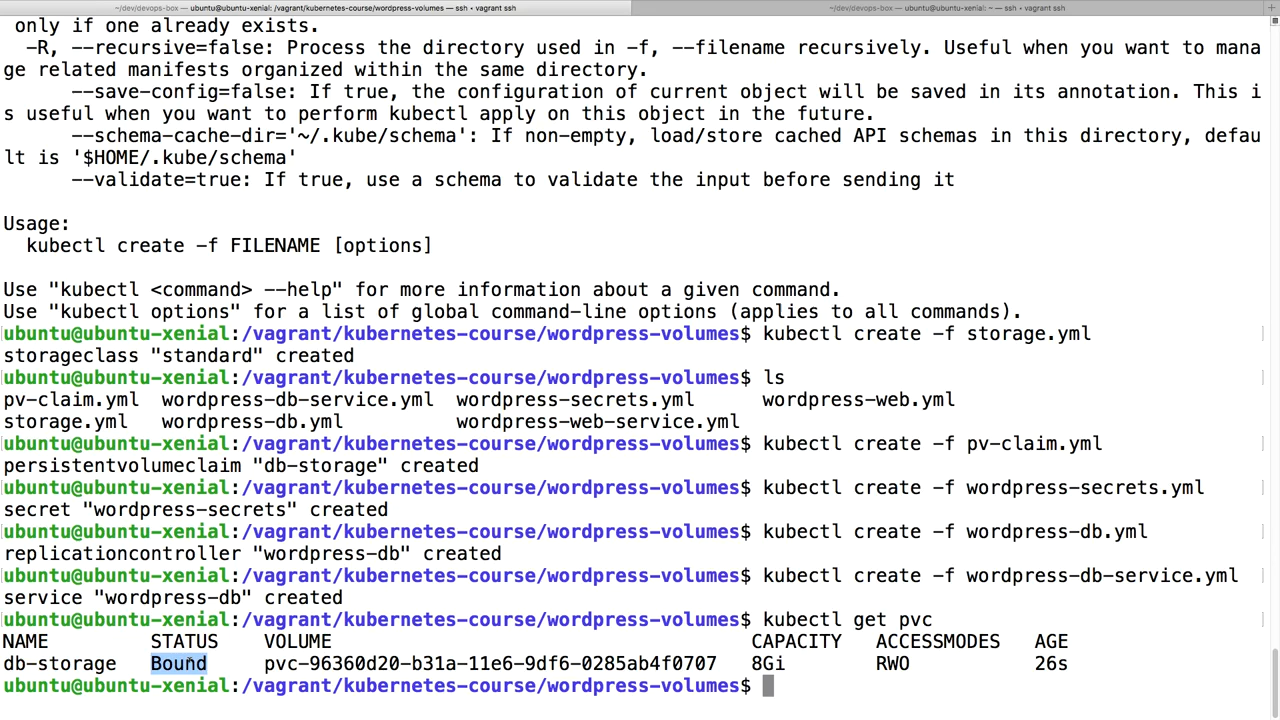 ~/dev/devops-box — ubuntu@ubuntu-xenial: /vagrant/kubernetes-course/wordpress-volumes — ssh • vagrant ssh
~/dev/devops-box — ubuntu@ubuntu-xenial: ~ — ssh • vagrant ssh
+
only if one already exists.
-R, --recursive=false: Process the directory used in -f, --filename recursively. Useful when you want to mana
ge related manifests organized within the same directory.
--save-config=false: If true, the configuration of current object will be saved in its annotation. This i
s useful when you want to perform kubectl apply on this object in the future.
--schema-cache-dir='~/.kube/schema': If non-empty, load/store cached API schemas in this directory, defau
lt is '$HOME/.kube/schema'
--validate=true: If true, use a schema to validate the input before sending it
Usage:
kubectl create -f FILENAME [options]
Use "kubectl <command> --help" for more information about a given command.
Use "kubectl options" for a list of global command-line options (applies to all commands).
ubuntu@ubuntu-xenial:/vagrant/kubernetes-course/wordpress-volumes$ kubectl create -f storage.yml
storageclass "standard" created
ubuntu@ubuntu-xenial:/vagrant/kubernetes-course/wordpress-volumes$ ls
pv-claim.yml wordpress-db-service.yml wordpress-secrets.yml wordpress-web.yml
storage.yml wordpress-db.yml wordpress-web-service.yml
ubuntu@ubuntu-xenial:/vagrant/kubernetes-course/wordpress-volumes$ kubectl create -f pv-claim.yml
persistentvolumeclaim "db-storage" created
ubuntu@ubuntu-xenial:/vagrant/kubernetes-course/wordpress-volumes$ kubectl create -f wordpress-secrets.yml
secret "wordpress-secrets" created
ubuntu@ubuntu-xenial:/vagrant/kubernetes-course/wordpress-volumes$ kubectl create -f wordpress-db.yml
replicationcontroller "wordpress-db" created
ubuntu@ubuntu-xenial:/vagrant/kubernetes-course/wordpress-volumes$ kubectl create -f wordpress-db-service.yml
service "wordpress-db" created
ubuntu@ubuntu-xenial:/vagrant/kubernetes-course/wordpress-volumes$ kubectl get pvc
NAME STATUS VOLUME CAPACITY ACCESSMODES AGE
db-storage Bound pvc-96360d20-b31a-11e6-9df6-0285ab4f0707 8Gi RWO 26s
ubuntu@ubuntu-xenial:/vagrant/kubernetes-course/wordpress-volumes$